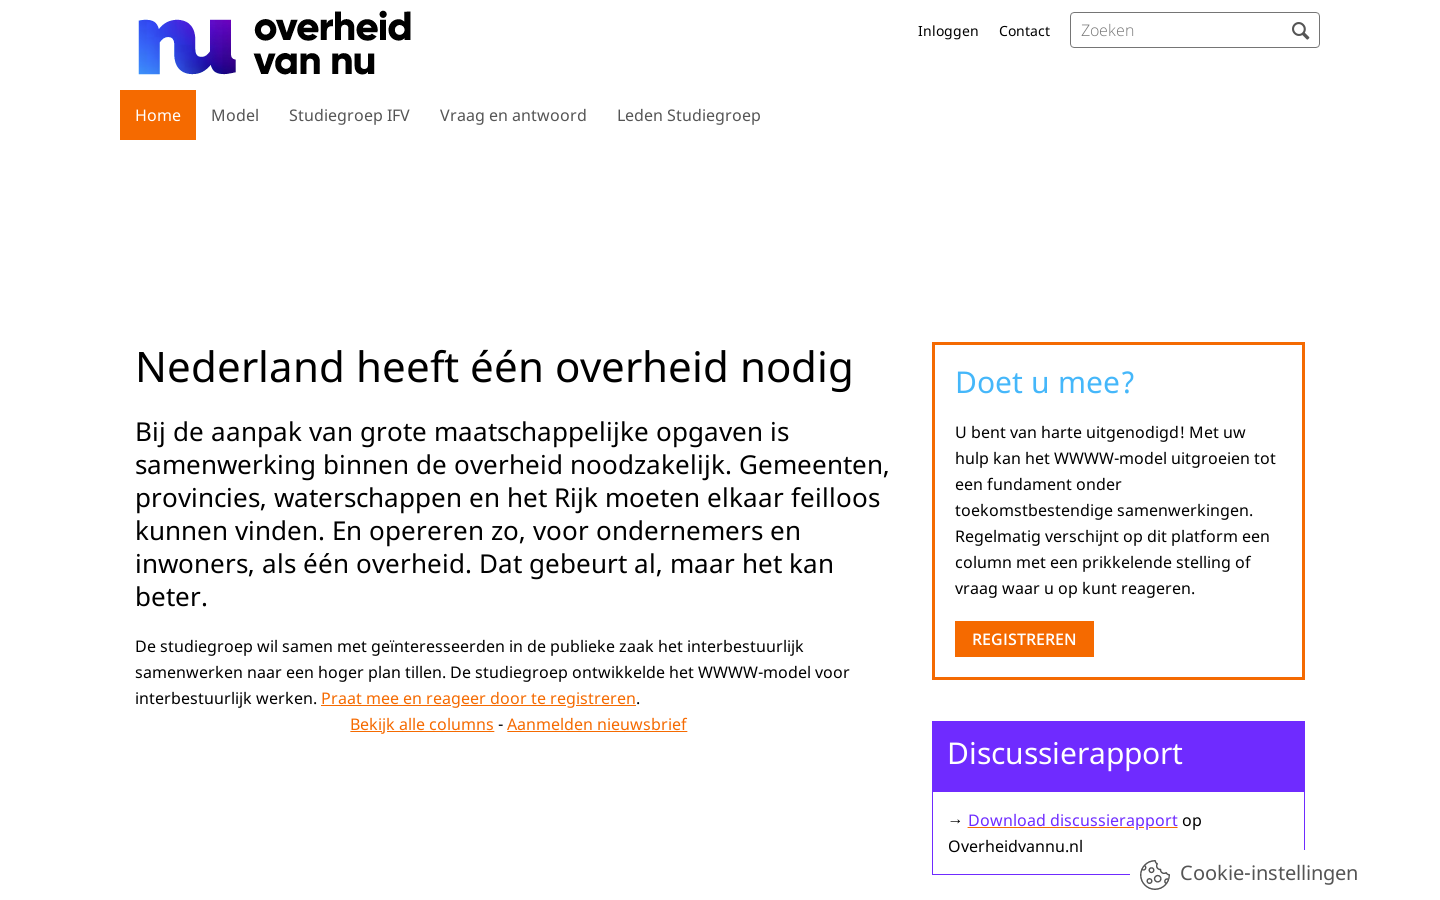 nu overheid
van nu
Inloggen Contact Zoeken
Home Model Studiegroep IFV Vraag en antwoord Leden Studiegroep
Nederland heeft één overheid nodig
Bij de aanpak van grote maatschappelijke opgaven is
samenwerking binnen de overheid noodzakelijk. Gemeenten,
provincies, waterschappen en het Rijk moeten elkaar feilloos
kunnen vinden. En opereren zo, voor ondernemers en
inwoners, als één overheid. Dat gebeurt al, maar het kan
beter.
De studiegroep wil samen met geïnteresseerden in de publieke zaak het interbestuurlijk
samenwerken naar een hoger plan tillen. De studiegroep ontwikkelde het WWWW-model voor
interbestuurlijk werken. Praat mee en reageer door te registreren.
Bekijk alle columns - Aanmelden nieuwsbrief
Doet u mee?
U bent van harte uitgenodigd! Met uw
hulp kan het WWWW-model uitgroeien tot
een fundament onder
toekomstbestendige samenwerkingen.
Regelmatig verschijnt op dit platform een
column met een prikkelende stelling of
vraag waar u op kunt reageren.
REGISTREREN
Discussierapport
→ Download discussierapport op
Overheidvannu.nl
Cookie-instellingen